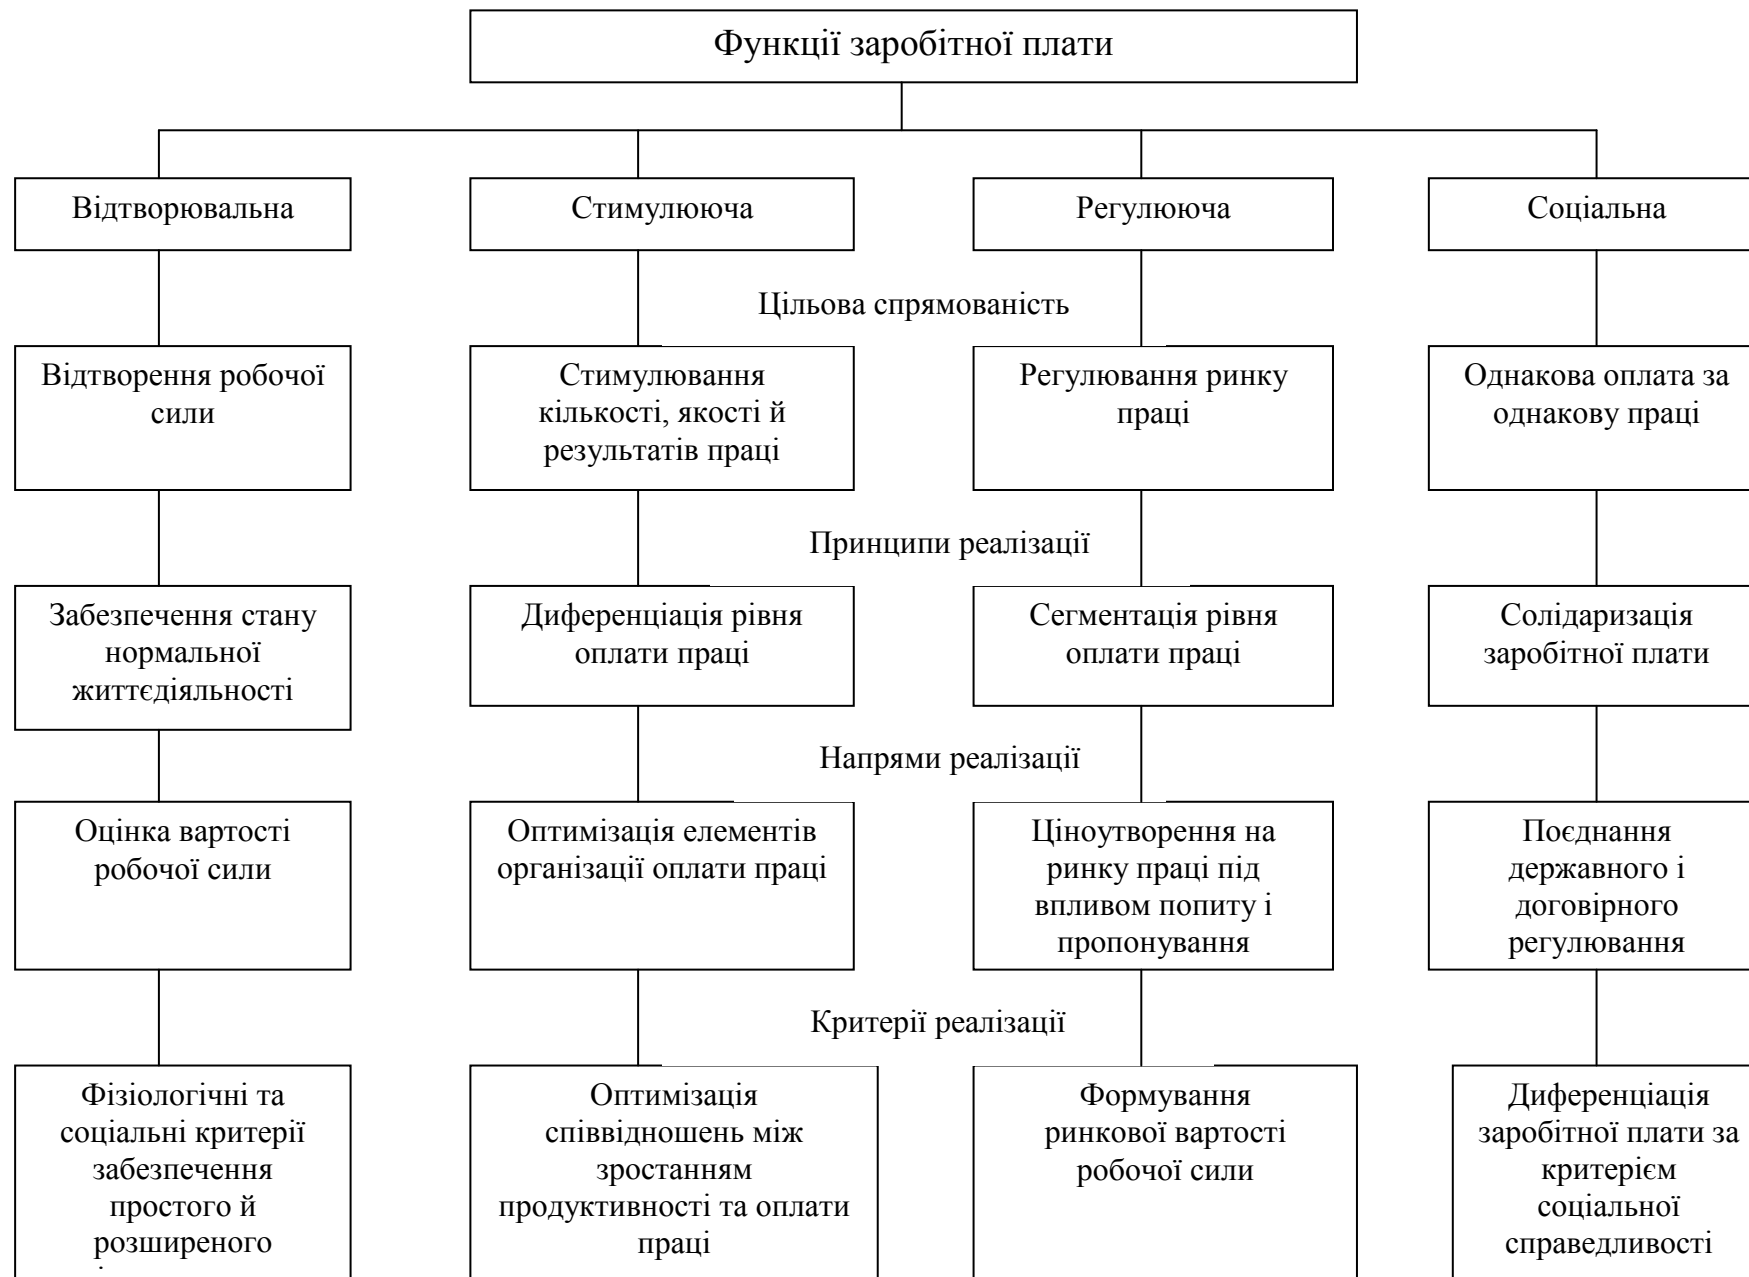 Функції заробітної плати
Відтворювальна
Стимулююча
Регулююча
Соціальна
Цільова спрямованість
Відтворення робочої
сили
Стимулювання
кількості, якості й
результатів праці
Регулювання ринку
праці
Однакова оплата за
однакову праці
Принципи реалізації
Забезпечення стану
нормальної
життєдіяльності
Диференціація рівня
оплати праці
Сегментація рівня
оплати праці
Солідаризація
заробітної плати
Напрями реалізації
Оцінка вартості
робочої сили
Оптимізація елементів
організації оплати праці
Ціноутворення на
ринку праці під
впливом попиту і
пропонування
Поєднання
державного і
договірного
регулювання
Критерії реалізації
Фізіологічні та
соціальні критерії
забезпечення
простого й
розширеного
Оптимізація
співвідношень між
зростанням
продуктивності та оплати
праці
Формування
ринкової вартості
робочої сили
Диференціація
заробітної плати за
критерієм
соціальної
справедливості